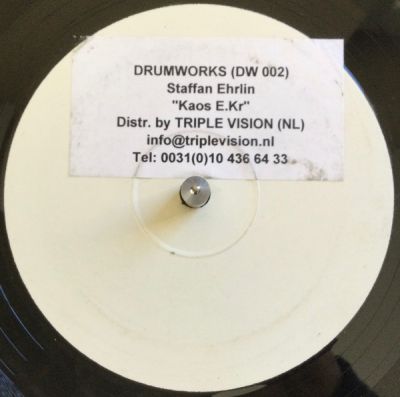 DRUMWORKS (DW 002)
Staffan Ehrlin
"Kaos E.Kr"
Distr. by TRIPLE VISION (NL)
info@triplevision.nl
Tel: 0031(0)10 436 64 33